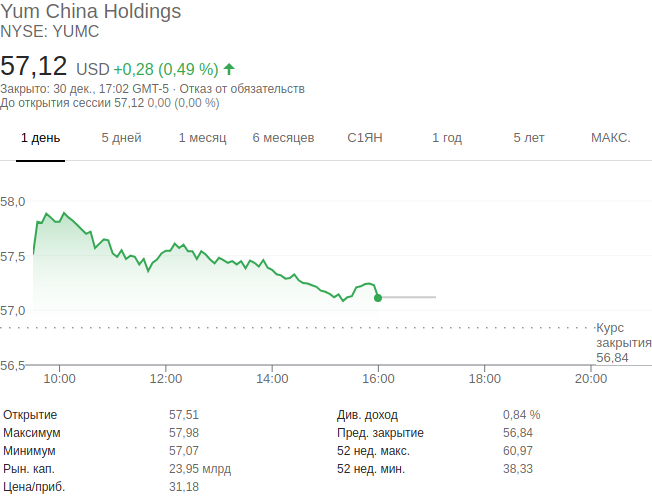 Yum China Holdings
NYSE: YUMC
57,12 USD +0,28 (0,49 %)
Закрыто: 30 дек., 17:02 GMT-5 · Отказ от обязательств
До открытия сессии 57,12 0,00 (0,00 %)
1 день 5 дней 1 месяц 6 месяцев С1ЯН 1 год 5 лет МАКС.
58,0
57,5
57,0
Курс
закрытия
56,84
56,5
10:00 12:00 14:00 16:00 18:00 20:00
Открытие 57,51 Див. доход 0,84 %
Максимум 57,98 Пред. закрытие 56,84
Минимум 57,07 52 нед. макс. 60,97
Рын. кап. 23,95 млрд 52 нед. мин. 38,33
Цена/приб. 31,18